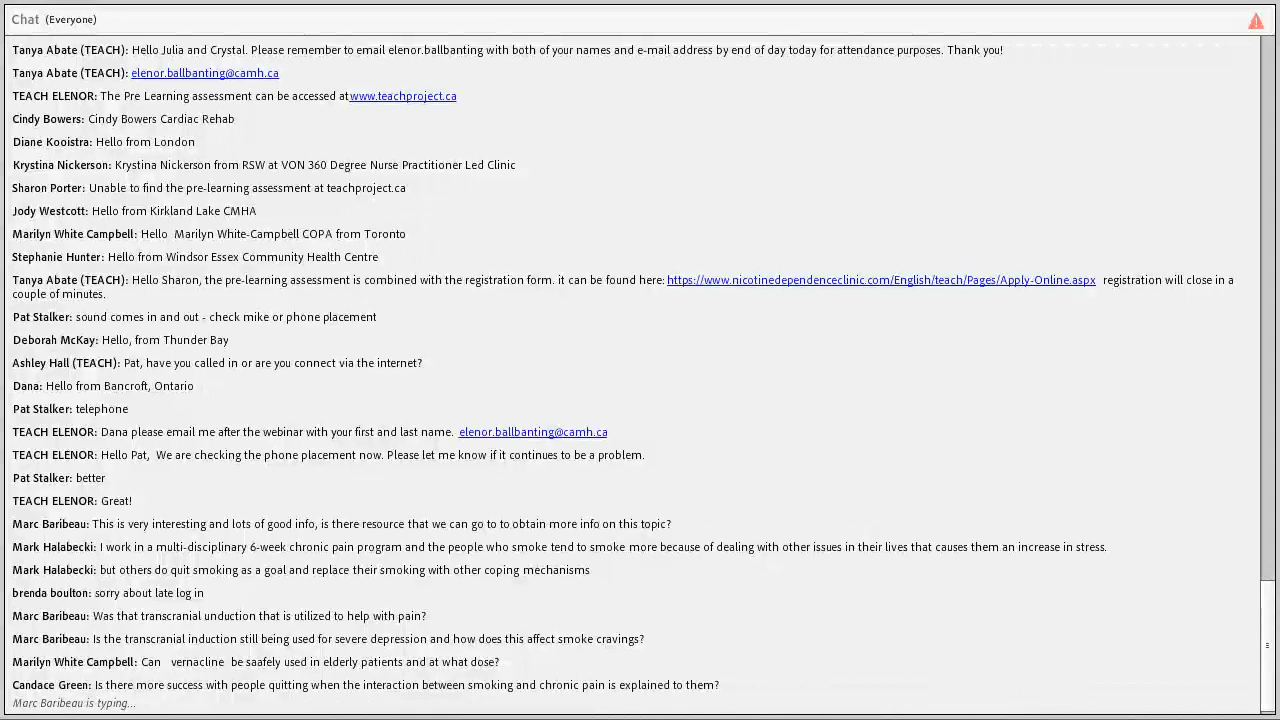 Chat (Everyone)
Tanya Abate (TEACH): Hello Julia and Crystal. Please remember to email elenor.ballbanting with both of your names and e-mail address by end of day today for attendance purposes. Thank you!
Tanya Abate (TEACH): elenor.ballbanting@camh.ca
TEACH ELENOR: The Pre Learning assessment can be accessed at www.teachproject.ca
Cindy Bowers: Cindy Bowers Cardiac Rehab
Diane Kooistra: Hello from London
Krystina Nickerson: Krystina Nickerson from RSW at VON 360 Degree Nurse Practitioner Led Clinic
Sharon Porter: Unable to find the pre-learning assessment at teachproject.ca
Jody Westcott: Hello from Kirkland Lake CMHA
Marilyn White Campbell: Hello Marilyn White-Campbell COPA from Toronto
Stephanie Hunter: Hello from Windsor Essex Community Health Centre
Tanya Abate (TEACH): Hello Sharon, the pre-learning assessment is combined with the registration form. it can be found here: https://www.nicotinedependenceclinic.com/English/teach/Pages/Apply-Online.aspx registration will close in a
couple of minutes.
Pat Stalker: sound comes in and out - check mike or phone placement
Deborah McKay: Hello, from Thunder Bay
Ashley Hall (TEACH): Pat, have you called in or are you connect via the internet?
Dana: Hello from Bancroft, Ontario
Pat Stalker: telephone
TEACH ELENOR: Dana please email me after the webinar with your first and last name. elenor.ballbanting@camh.ca
TEACH ELENOR: Hello Pat, We are checking the phone placement now. Please let me know if it continues to be a problem.
Pat Stalker: better
TEACH ELENOR: Great!
Marc Baribeau: This is very interesting and lots of good info, is there resource that we can go to to obtain more info on this topic?
Mark Halabecki: I work in a multi-disciplinary 6-week chronic pain program and the people who smoke tend to smoke more because of dealing with other issues in their lives that causes them an increase in stress.
Mark Halabecki: but others do quit smoking as a goal and replace their smoking with other coping mechanisms
brenda boulton: sorry about late log in
Marc Baribeau: Was that transcranial unduction that is utilized to help with pain?
Marc Baribeau: Is the transcranial induction still being used for severe depression and how does this affect smoke cravings?
Marilyn White Campbell: Can vernacline be saafely used in elderly patients and at what dose?
Candace Green: Is there more success with people quitting when the interaction between smoking and chronic pain is explained to them?
Marc Baribeau is typing...